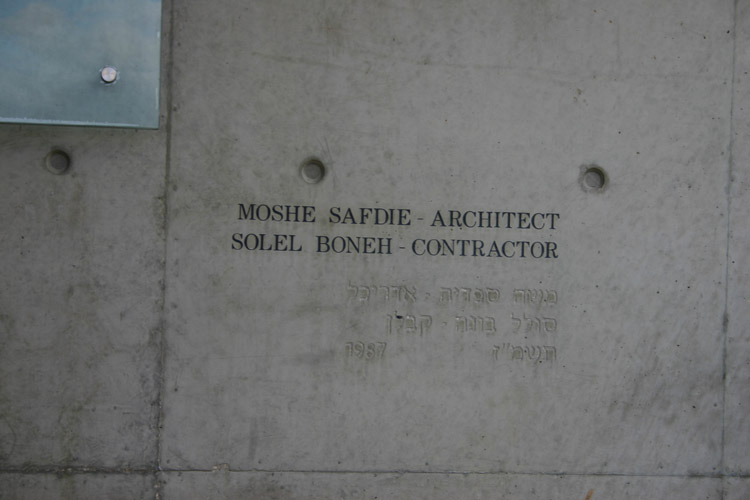 MOSHE SAFDIE - ARCHITECT
SOLEL BONEH - CONTRACTOR
משה ספדיה - אדריכל
סולל בונה - קבלן
תשמ"ז 1987